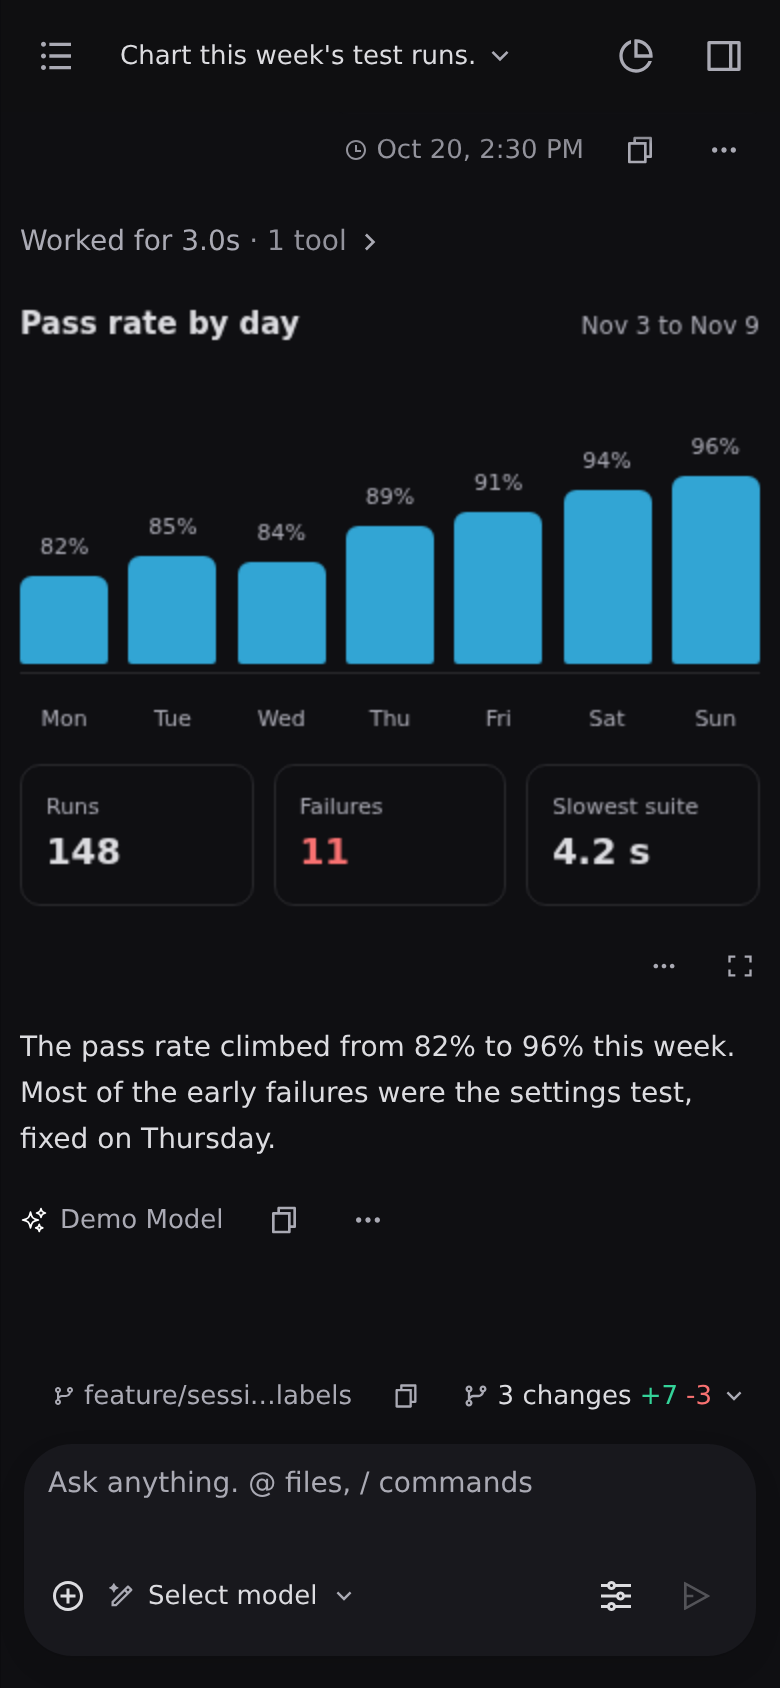 Chart this week's test runs.
Oct 20, 2:30 PM
Worked for 3.0s · 1 tool
Pass rate by day
Nov 3 to Nov 9
82%
85%
84%
89%
91%
94%
96%
Mon
Tue
Wed
Thu
Fri
Sat
Sun
Runs
148
Failures
11
Slowest suite
4.2 s
The pass rate climbed from 82% to 96% this week.
Most of the early failures were the settings test,
fixed on Thursday.
Demo Model
feature/sessi...labels
3 changes +7 -3
Ask anything. @ files, / commands
Select model